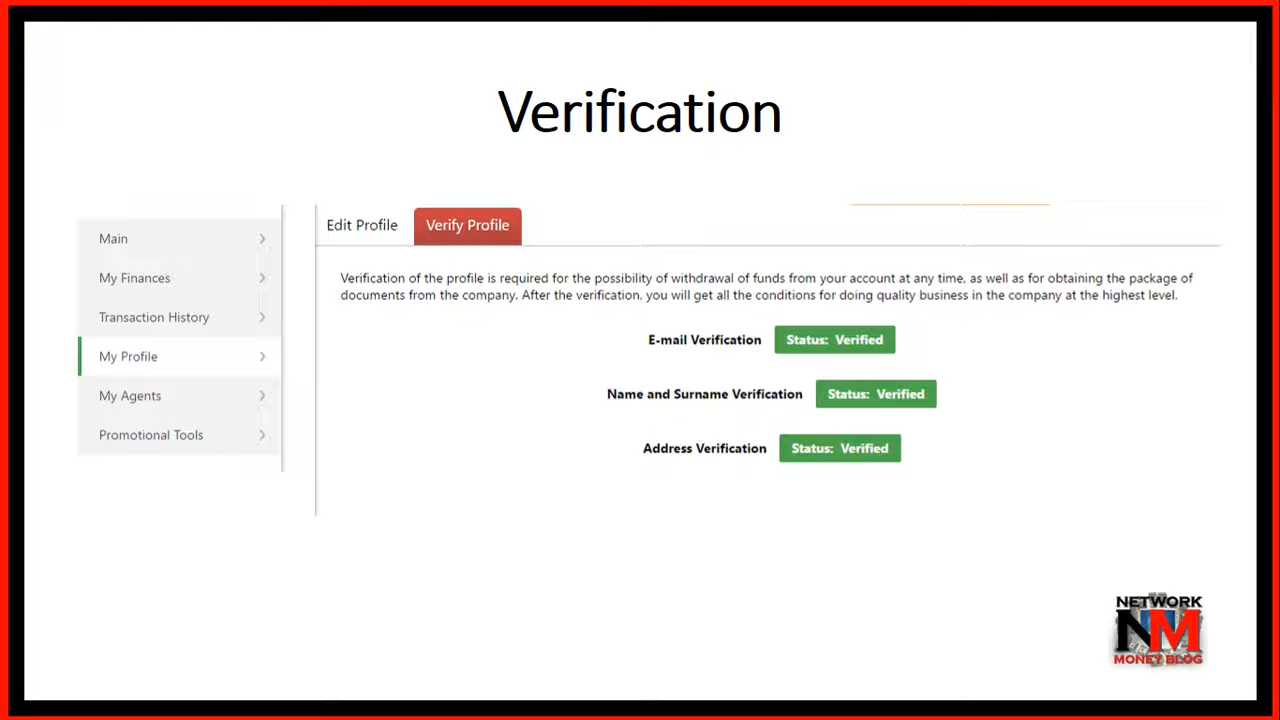 Verification
Main
My Finances
Transaction History
My Profile
My Agents
Promotional Tools
Edit Profile
Verify Profile
Verification of the profile is required for the possibility of withdrawal of funds from your account at any time, as well as for obtaining the package of
documents from the company. After the verification, you will get all the conditions for doing quality business in the company at the highest level.
E-mail Verification Status: Verified
Name and Surname Verification Status: Verified
Address Verification Status: Verified
NETWORK
NM
MONEY BLOG